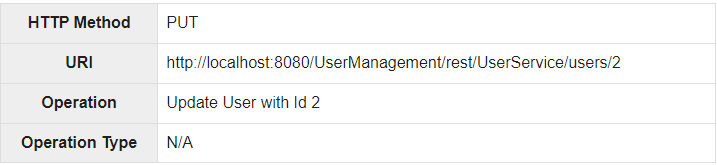 HTTP Method PUT
URI http://localhost:8080/UserManagement/rest/UserService/users/2
Operation Update User with Id 2
Operation Type N/A